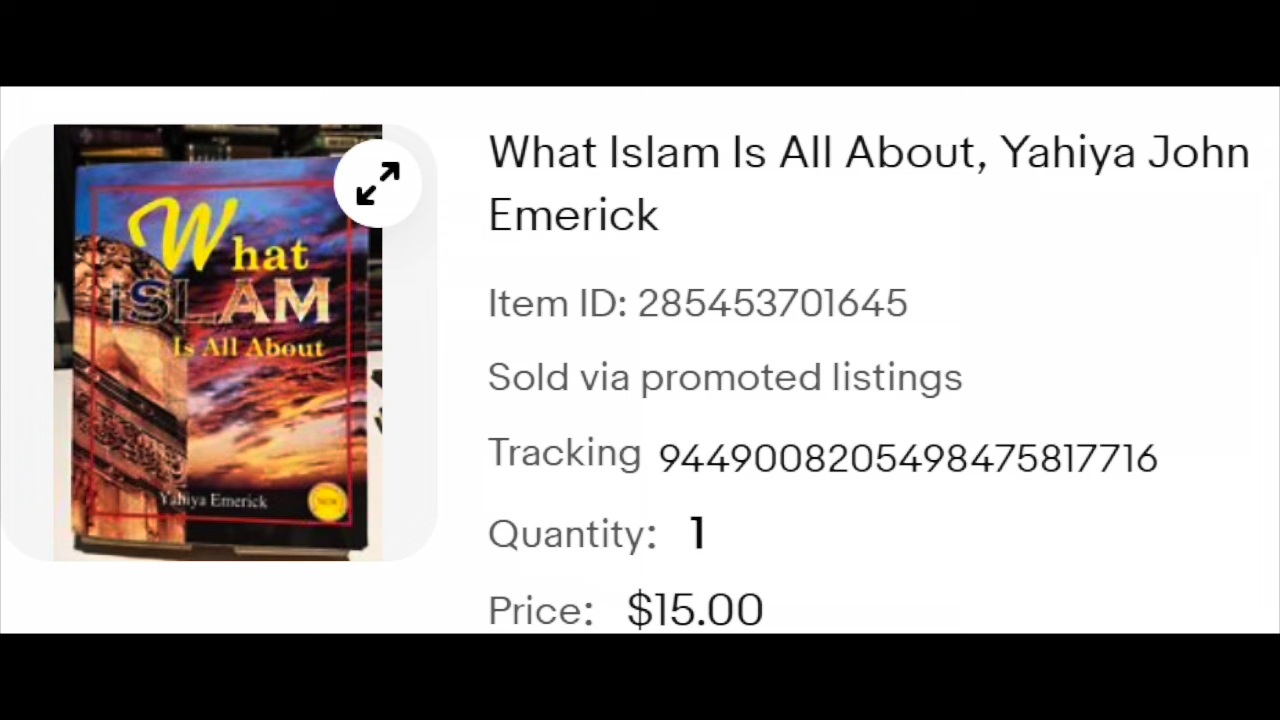 What
iSLAM
Is All About
Yahiya Emerick
What Islam Is All About, Yahiya John
Emerick
Item ID: 285453701645
Sold via promoted listings
Tracking 9449008205498475817716
Quantity: 1
Price: $15.00